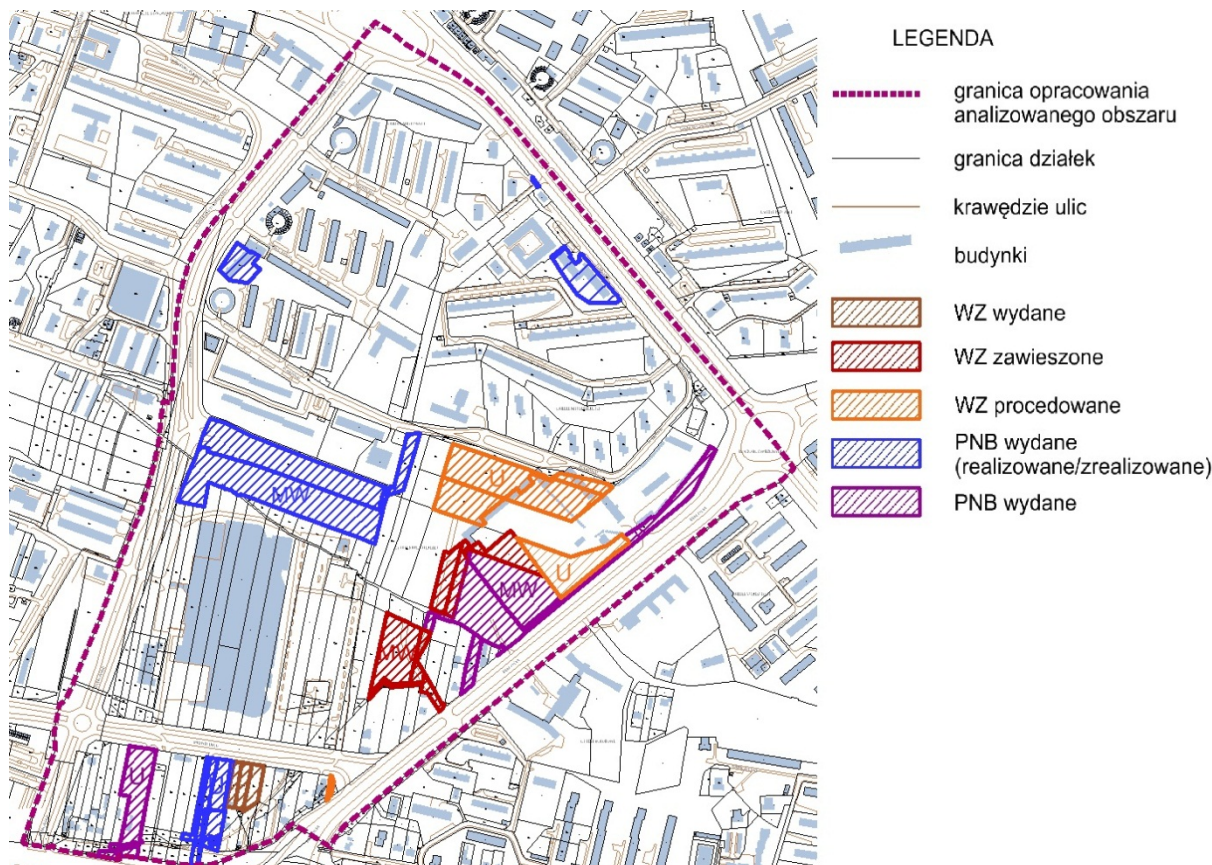 LEGENDA
granica opracowania
analizowanego obszaru
granica działek
krawędzie ulic
budynki
WZ wydane
WZ zawieszone
WZ procedowane
PNB wydane
(realizowane/zrealizowane)
PNB wydane
MW
U
MW
U
MW
U
U